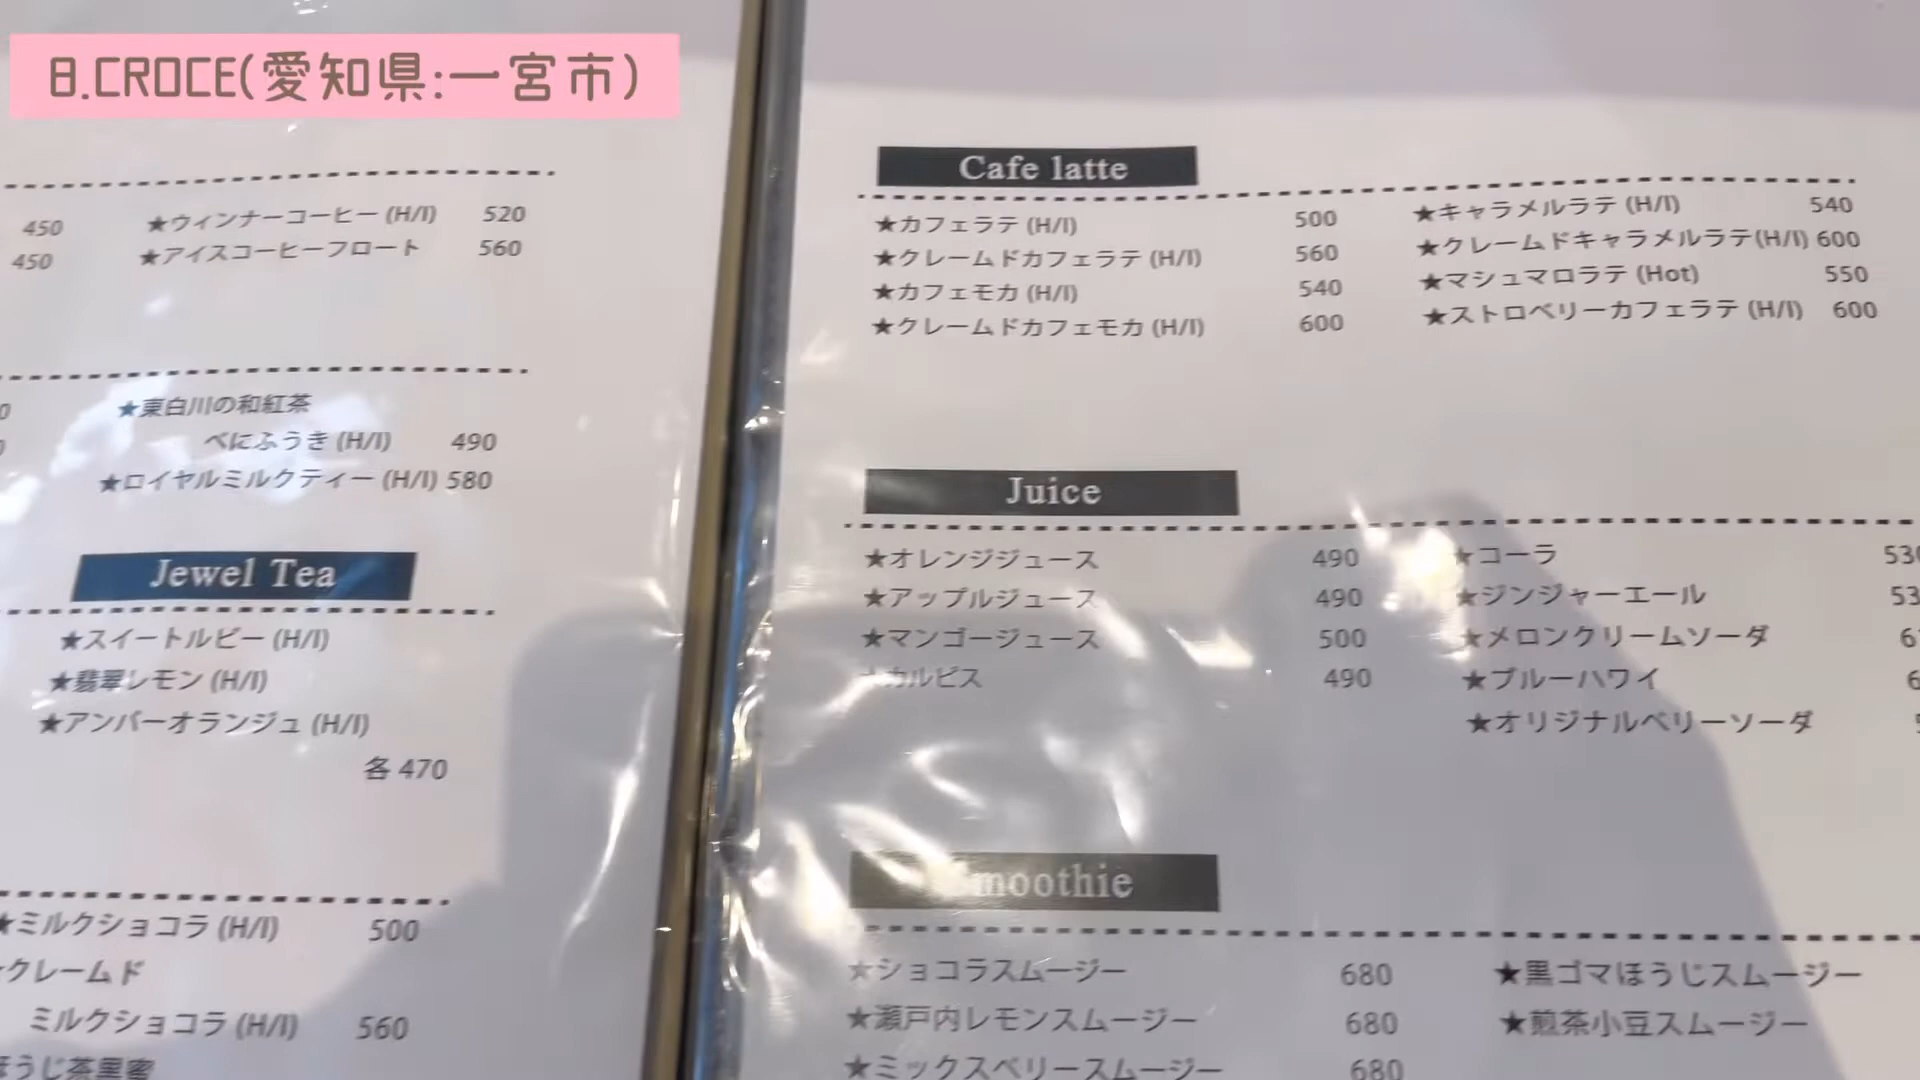 8.CROCE(愛知県:一宮市)
450 ★ウィンナーコーヒー (H/I) 520
450 ★アイスコーヒーフロート 560
★東白川の和紅茶
べにふうき (H/I) 490
★ロイヤルミルクティー (H/I) 580
Jewel Tea
★スイートルビー (H/I)
★翡翠レモン (H/I)
★アンバーオランジュ (H/I)
各 470
★ミルクショコラ (H/I) 500
クレームド
ミルクショコラ (H/I) 560
ほうじ茶黒蜜
Cafe latte
★カフェラテ (H/I) 500 ★キャラメルラテ (H/I) 540
★クレームドカフェラテ (H/I) 560 ★クレームドキャラメルラテ(H/I) 600
★カフェモカ (H/I) 540 ★マシュマロラテ (Hot) 550
★クレームドカフェモカ (H/I) 600 ★ストロベリーカフェラテ (H/I) 600
Juice
★オレンジジュース 490 ★コーラ 530
★アップルジュース 490 ★ジンジャーエール
★マンゴージュース 500 ★メロンクリームソーダ
カルピス 490 ★ブルーハワイ
★オリジナルベリーソーダ
Smoothie
★ショコラスムージー 680 ★黒ゴマほうじスムージー
★瀬戸内レモンスムージー 680 ★煎茶小豆スムージー
★ミックスベリースムージー 680